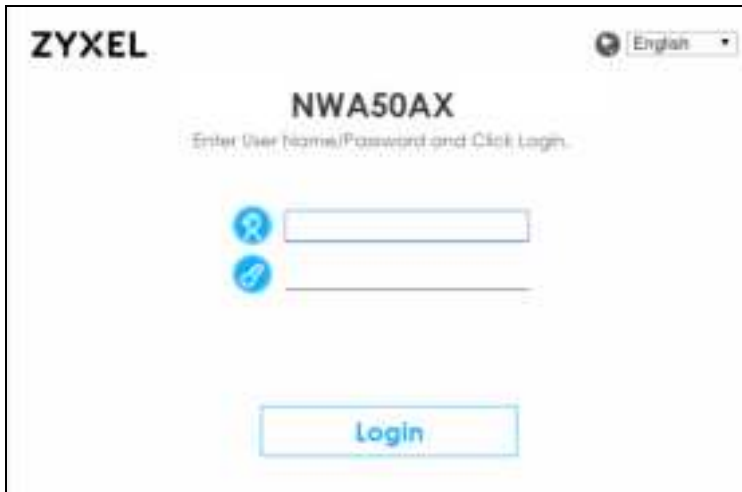 ZYXEL
English
NWA50AX
Enter User Name/Password and Click Login.
Login